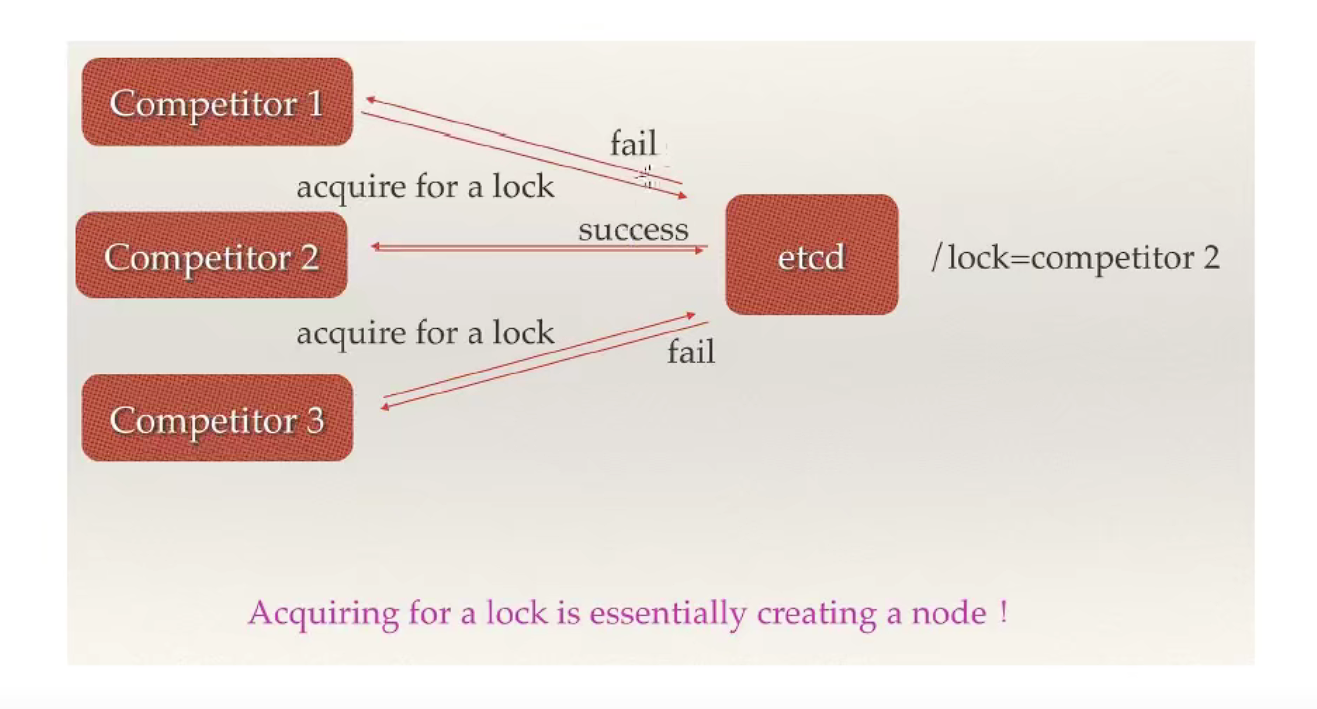 Competitor 1
fail
acquire for a lock
Competitor 2
success
etcd
/lock=competitor 2
acquire for a lock
fail
Competitor 3
Acquiring for a lock is essentially creating a node !